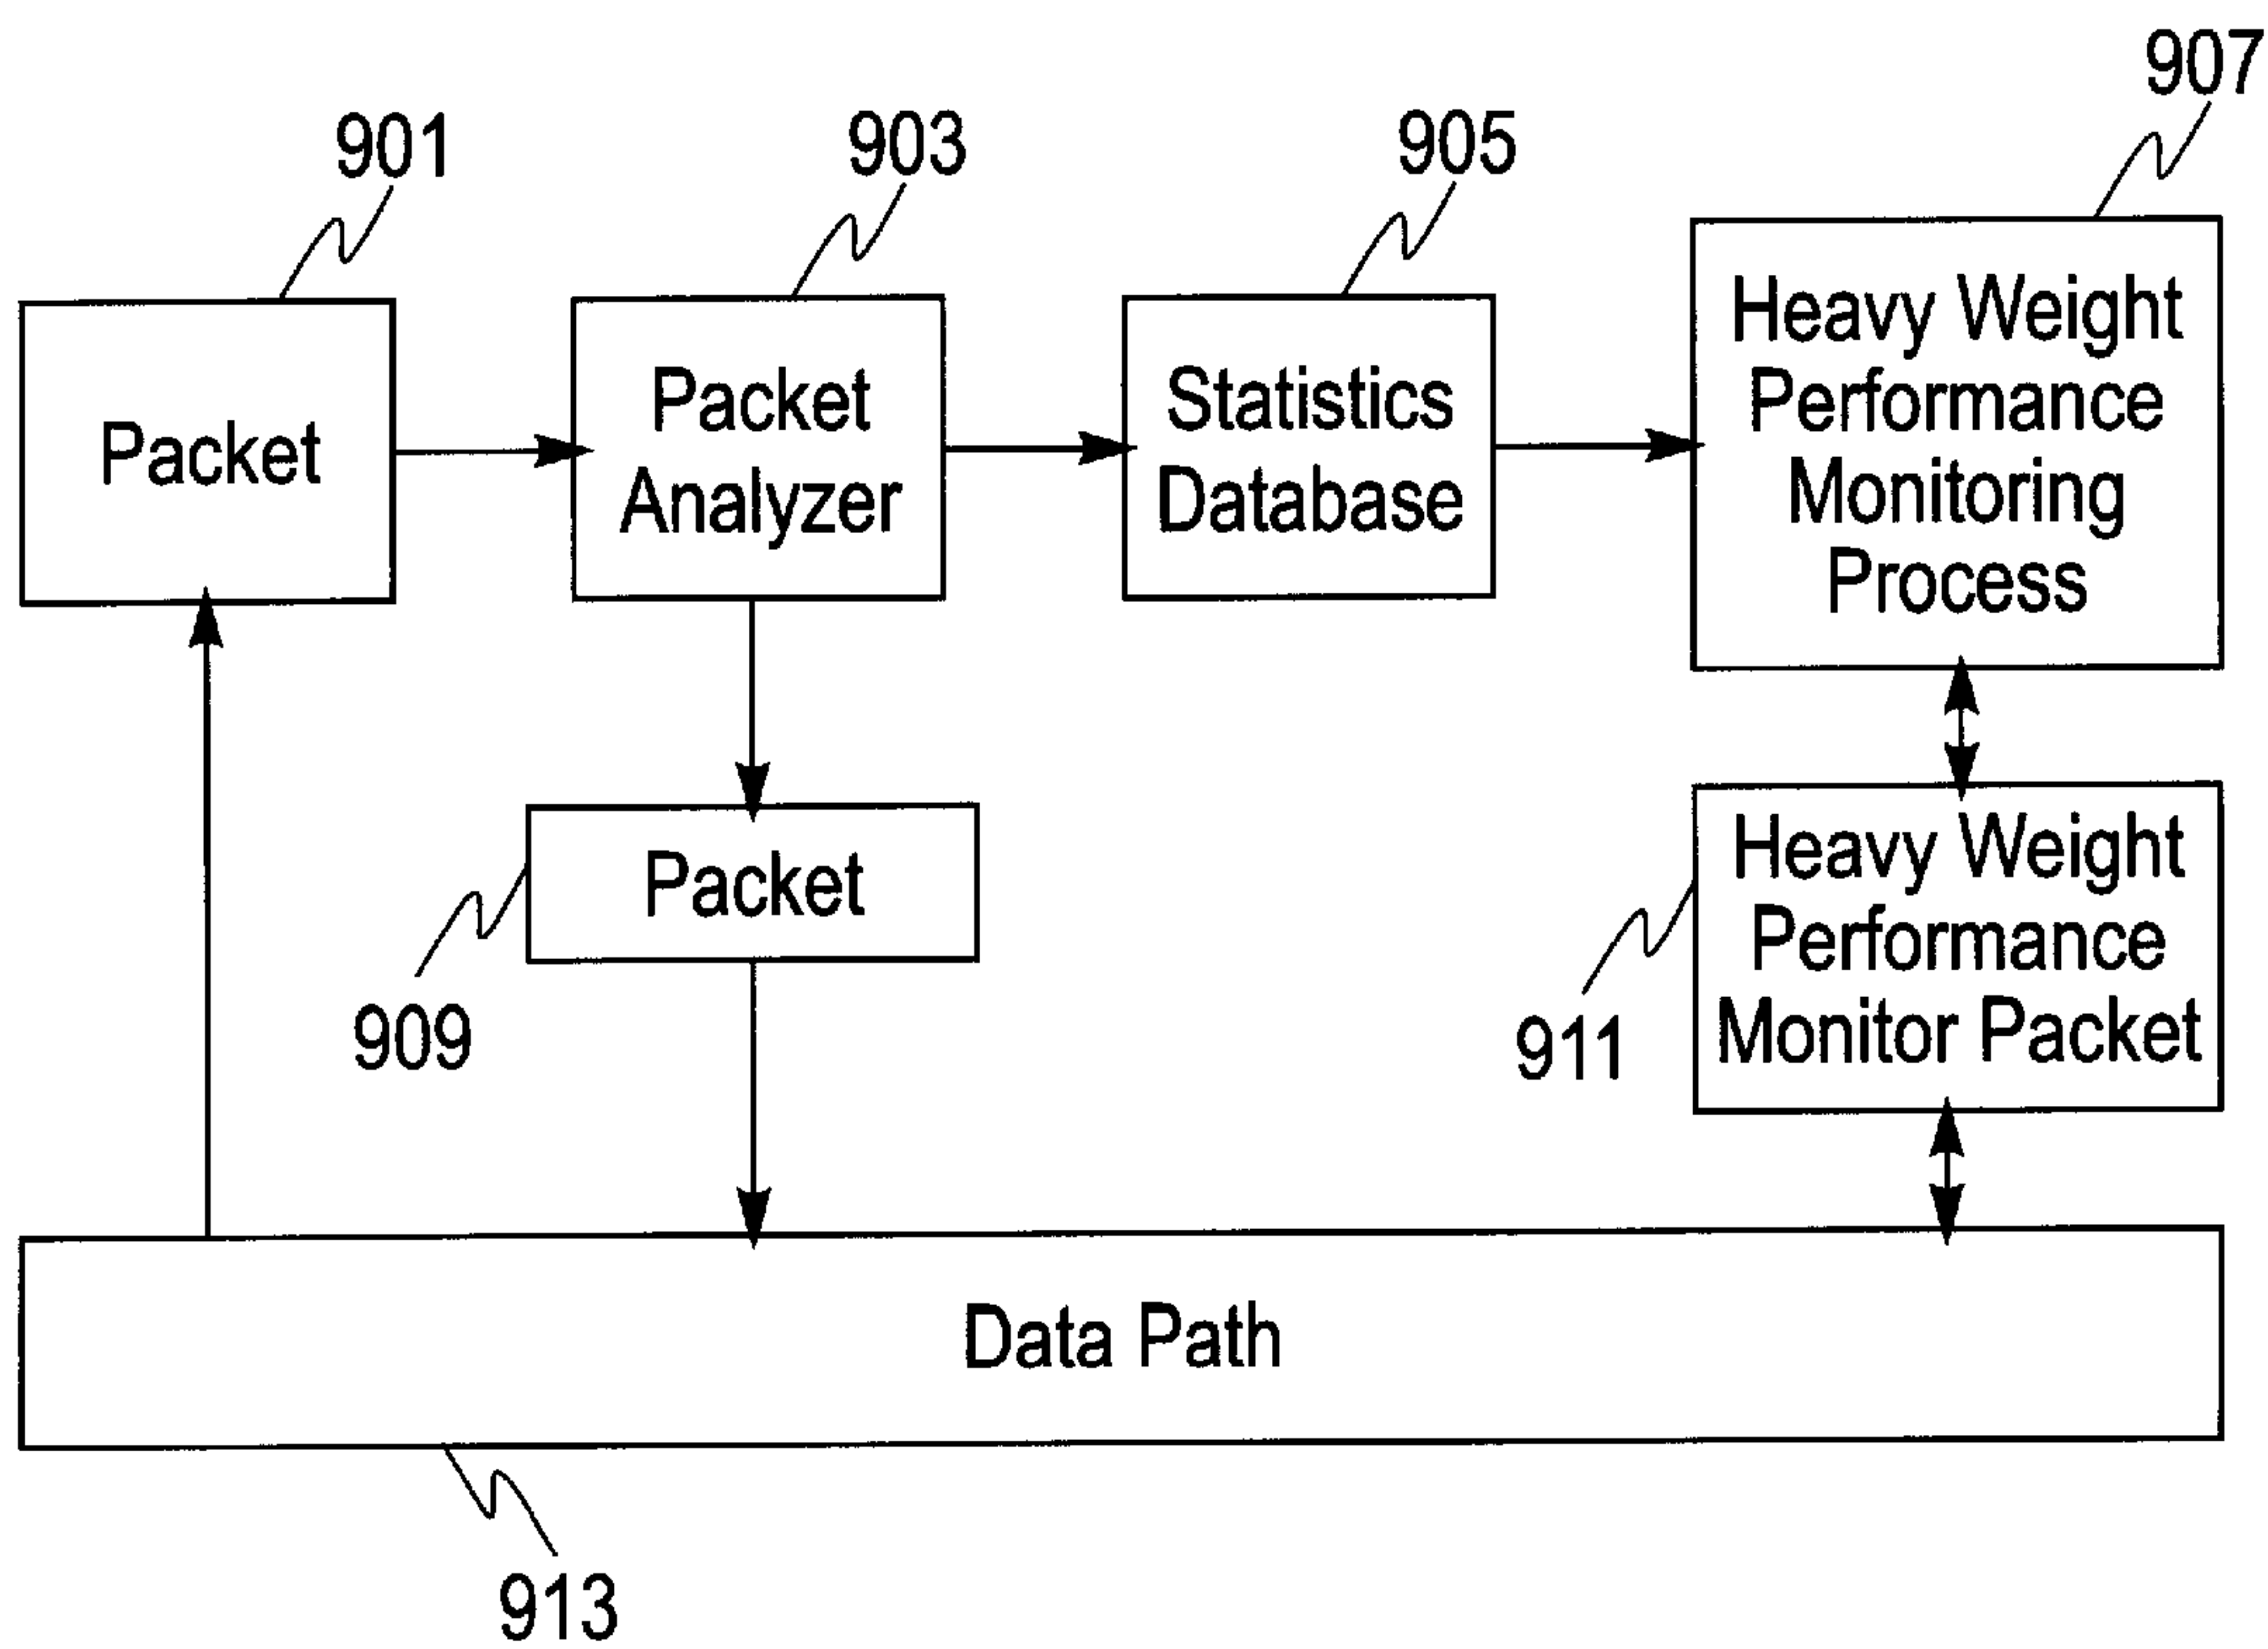 907
901
903
905
Packet
Packet
Analyzer
Statistics
Database
Heavy Weight
Performance
Monitoring
Process
Packet
909
Heavy Weight
Performance
Monitor Packet
911
Data Path
913